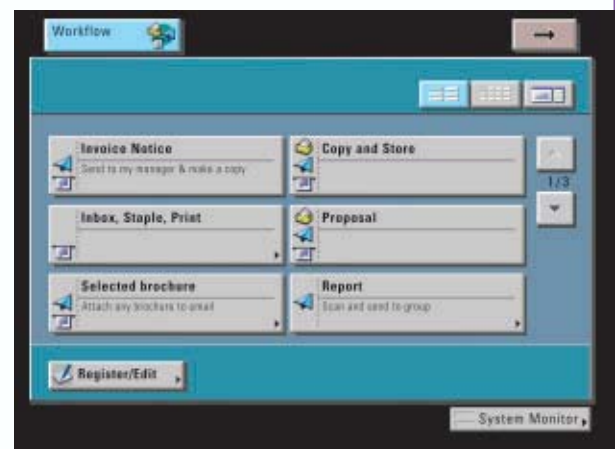 Workflow
Invoice Notice
Send to my manager & make a copy
Copy and Store
1/3
Inbox, Staple, Print
Proposal
Selected brochure
Attach any brochure to email
Report
Scan and send to group
Register/Edit
System Monitor